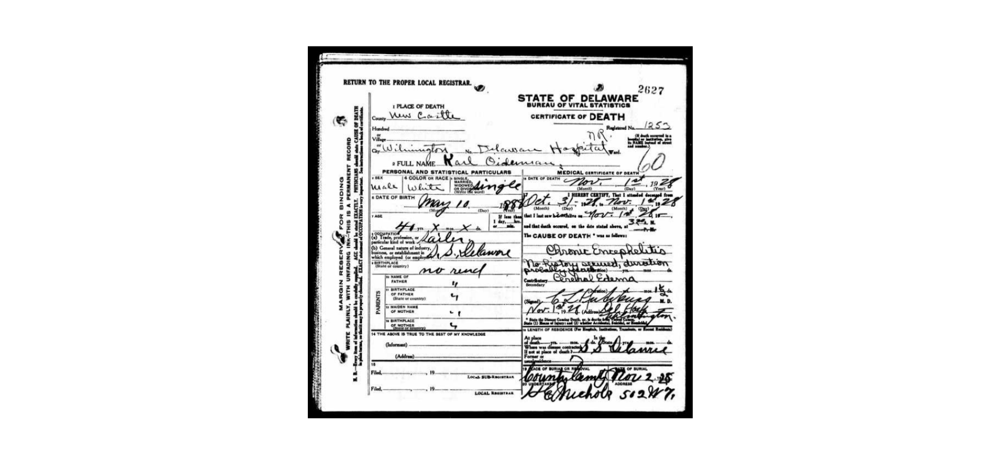 RETURN TO THE PROPER LOCAL REGISTRAR.
2627
STATE OF DELAWARE
BUREAU OF VITAL STATISTICS
CERTIFICATE OF DEATH
1 PLACE OF DEATH
County New Castle
Registered No. 1253
Hundred
or
Village
N R.
(If death occurred in a hospital or institution, give its NAME instead of street and number.)
or
City Wilmington No. Delaware Hospital Ward.
60
2 FULL NAME Karl Oiderman
MARGIN RESERVED FOR BINDING
WRITE PLAINLY, WITH UNFADING INK—THIS IS A PERMANENT RECORD
N. B.—Every item of information should be carefully supplied. AGE should be stated EXACTLY. PHYSICIANS should state CAUSE OF DEATH
in plain terms, so that it may be properly classified. EXACT statement of OCCUPATION is very important. See instructions on back of certificate.
PERSONAL AND STATISTICAL PARTICULARS
3 SEX
Male
4 COLOR OR RACE
White
5 SINGLE, MARRIED, WIDOWED OR DIVORCED (Write the word)
Single
6 DATE OF BIRTH
May 10 1888
(Month) (Day) (Year)
7 AGE
40 yrs. X mos. X ds.
If less than 1 day, hrs. or min.
8 OCCUPATION
(a) Trade, profession, or particular kind of work Sailer
(b) General nature of industry, business, or establishment in which employed (or employer) S. S. Delaware
9 BIRTHPLACE
(State or country) no
PARENTS
10 NAME OF FATHER "
11 BIRTHPLACE OF FATHER (State or country) "
12 MAIDEN NAME OF MOTHER "
13 BIRTHPLACE OF MOTHER (State or country) "
14 THE ABOVE IS TRUE TO THE BEST OF MY KNOWLEDGE
(Informant)
(Address)
15
Filed, , 19
LOCAL SUB-REGISTRAR
Filed, , 19
LOCAL REGISTRAR
MEDICAL CERTIFICATE OF DEATH
16 DATE OF DEATH
Nov. 1st, 1928
(Month) (Day) (Year)
17 I HEREBY CERTIFY, That I attended deceased from
Oct. 31- 1928, to Nov. 1st, 1928
(Month) (Day) (Month) (Day)
that I last saw him alive on Nov. 1st 28, 19
and that death occured, on the date stated above, at 3 A. M.
P. M.
The CAUSE OF DEATH * was as follows:
Chronic Encephelitis
No history secured, duration
probably years (Duration) yrs. mos. ds.
Contributory Cerebral Edema
Secondary
(Duration) yrs. mos. 1½ ds.
(Signed) C L M. D.
Nov. 1st 1928 (Address) Del Hosp
Wilmington.
* State the Disease Causing Death, or, in deaths from Violent Causes, State (1) Means of Injury; and (2) whether Accidental, Suicidal, or Homicidal
18 LENGTH OF RESIDENCE (For Hospitals, Institutions, Transients, or Recent Residents)
At place of death yrs. mos. ds. In the State yrs. mos. ds.
Where was disease contracted, If not at place of death? S S Delaware
Former or usual residence
19 PLACE OF BURIAL OR REMOVAL
County
DATE OF BURIAL
Nov 2, 1928
20 UNDERTAKER
Nichols
ADDRESS
502 W 7